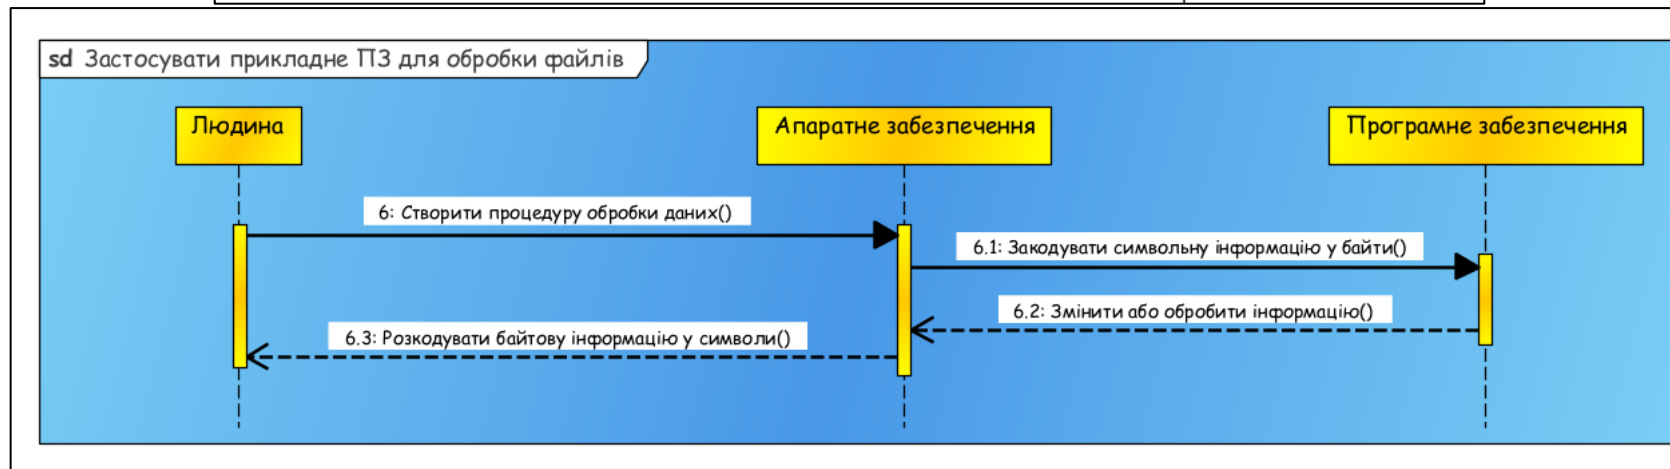 sd Застосувати прикладне ПЗ для обробки файлів
Людина
Апаратне забезпечення
Програмне забезпечення
6: Створити процедуру обробки даних()
6.1: Закодувати символьну інформацію у байти()
6.2: Змінити або обробити інформацію()
6.3: Розкодувати байтову інформацію у символи()